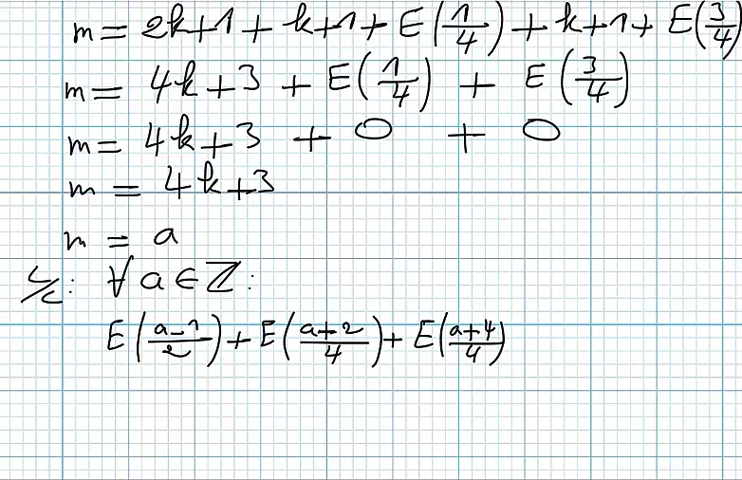 m = 2k+1 + k+1 + E(1/4) + k+1 + E(3/4)
m = 4k+3 + E(1/4) + E(3/4)
m = 4k+3 + 0 + 0
m = 4k+3
m = a
c/c: ∀ a ∈ ℤ:
E((a-1)/2) + E((a+2)/4) + E((a+4)/4)